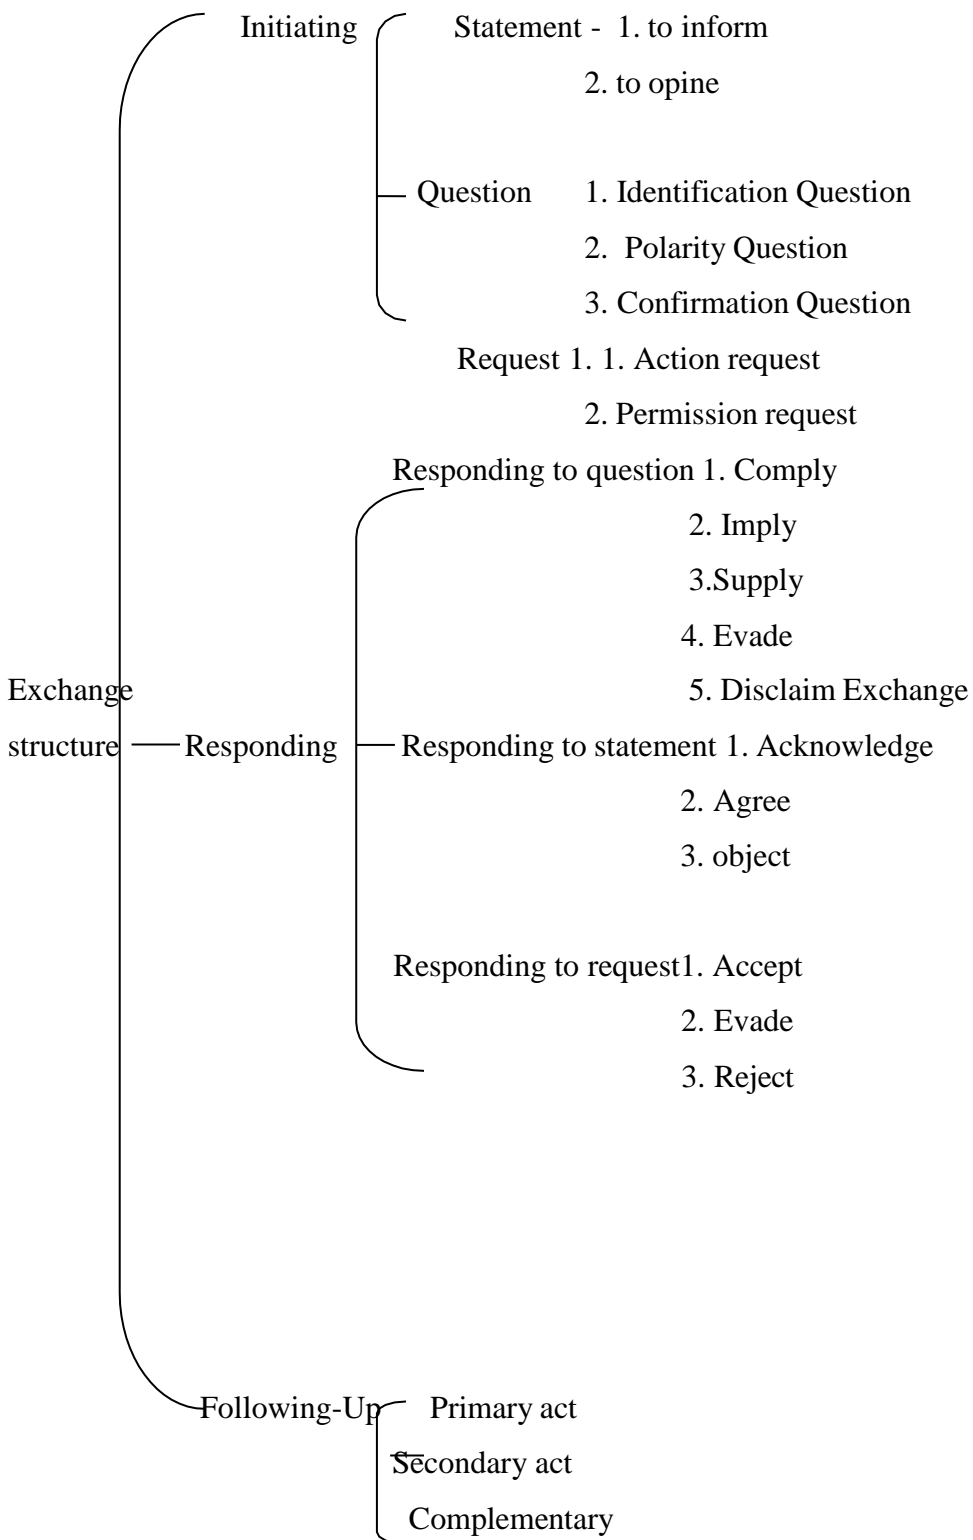 Initiating Statement - 1. to inform
2. to opine
Question 1. Identification Question
2. Polarity Question
3. Confirmation Question
Request 1. 1. Action request
2. Permission request
Responding to question 1. Comply
2. Imply
3.Supply
4. Evade
Exchange 5. Disclaim Exchange
structure Responding Responding to statement 1. Acknowledge
2. Agree
3. object
Responding to request1. Accept
2. Evade
3. Reject
Following-Up Primary act
Secondary act
Complementary